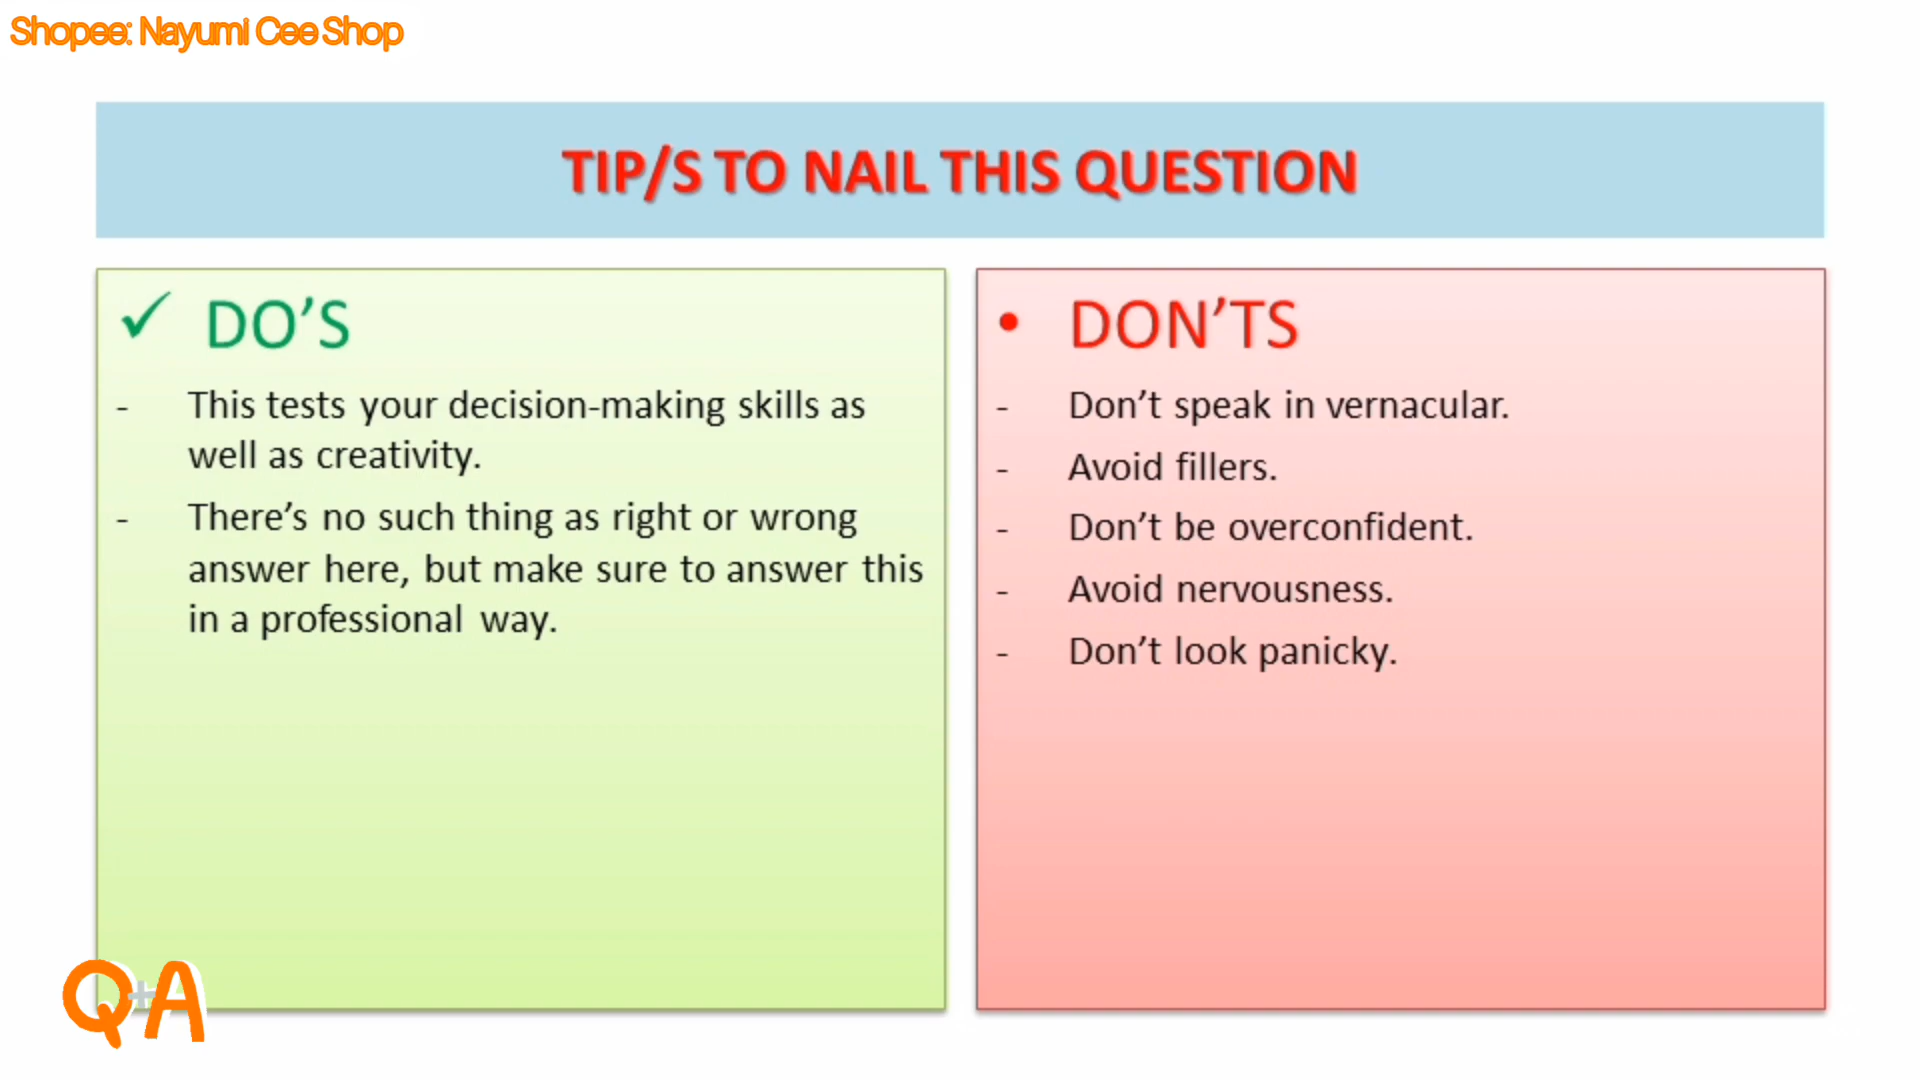 Shopee: Nayumi Cee Shop
TIP/S TO NAIL THIS QUESTION
✓ DO’S
- This tests your decision-making skills as
well as creativity.
- There’s no such thing as right or wrong
answer here, but make sure to answer this
in a professional way.
• DON’TS
- Don’t speak in vernacular.
- Avoid fillers.
- Don’t be overconfident.
- Avoid nervousness.
- Don’t look panicky.
Q+A